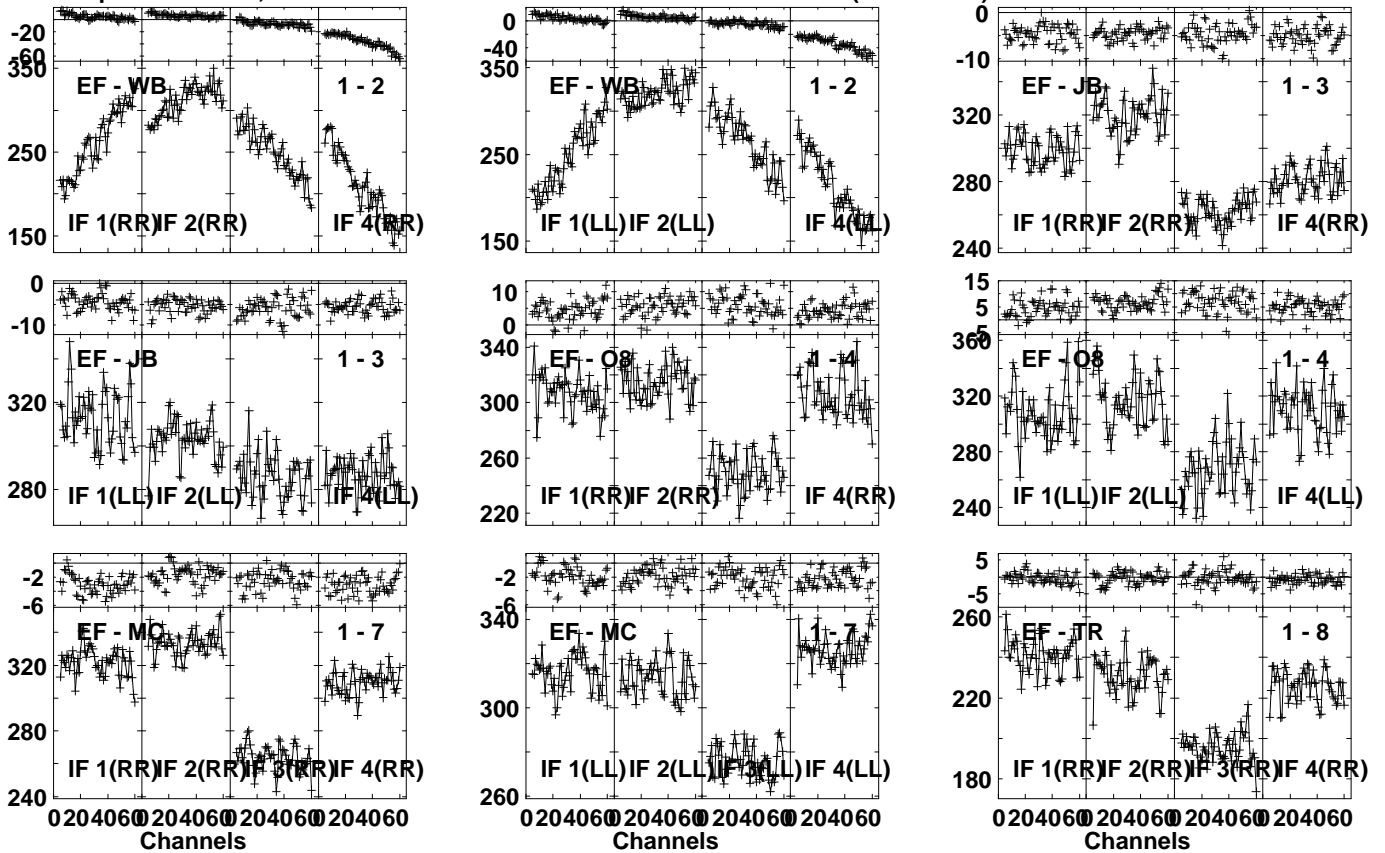 -20
-60
350
250
150
EF - WB
1 - 2
IF 1(RR) IF 2(RR) IF 4(RR)
0
-40
350
250
150
EF - WB
1 - 2
IF 1(LL) IF 2(LL) IF 4(LL)
0
-10
320
280
240
EF - JB
1 - 3
IF 1(RR) IF 2(RR) IF 4(RR)
0
-10
320
280
EF - JB
1 - 3
IF 1(LL) IF 2(LL) IF 4(LL)
10
0
340
300
260
220
EF - O8
1 - 4
IF 1(RR) IF 2(RR) IF 4(RR)
15
5
-5
360
320
280
240
EF - O8
1 - 4
IF 1(LL) IF 2(LL) IF 4(LL)
-2
-6
320
280
240
EF - MC
1 - 7
IF 1(RR) IF 2(RR) IF 3(RR) IF 4(RR)
0 20 40 60 0 20 40 60 0 20 40 60 0 20 40 60
Channels
-2
-6
340
300
260
EF - MC
1 - 7
IF 1(LL) IF 2(LL) IF 3(LL) IF 4(LL)
0 20 40 60 0 20 40 60 0 20 40 60 0 20 40 60
Channels
5
-5
260
220
180
EF - TR
1 - 8
IF 1(RR) IF 2(RR) IF 3(RR) IF 4(RR)
0 20 40 60 0 20 40 60 0 20 40 60 0 20 40 60
Channels